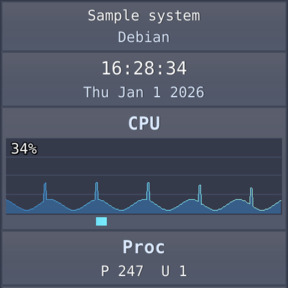 Sample system
Debian
16:28:34
Thu Jan 1 2026
CPU
34%
Proc
P 247 U 1